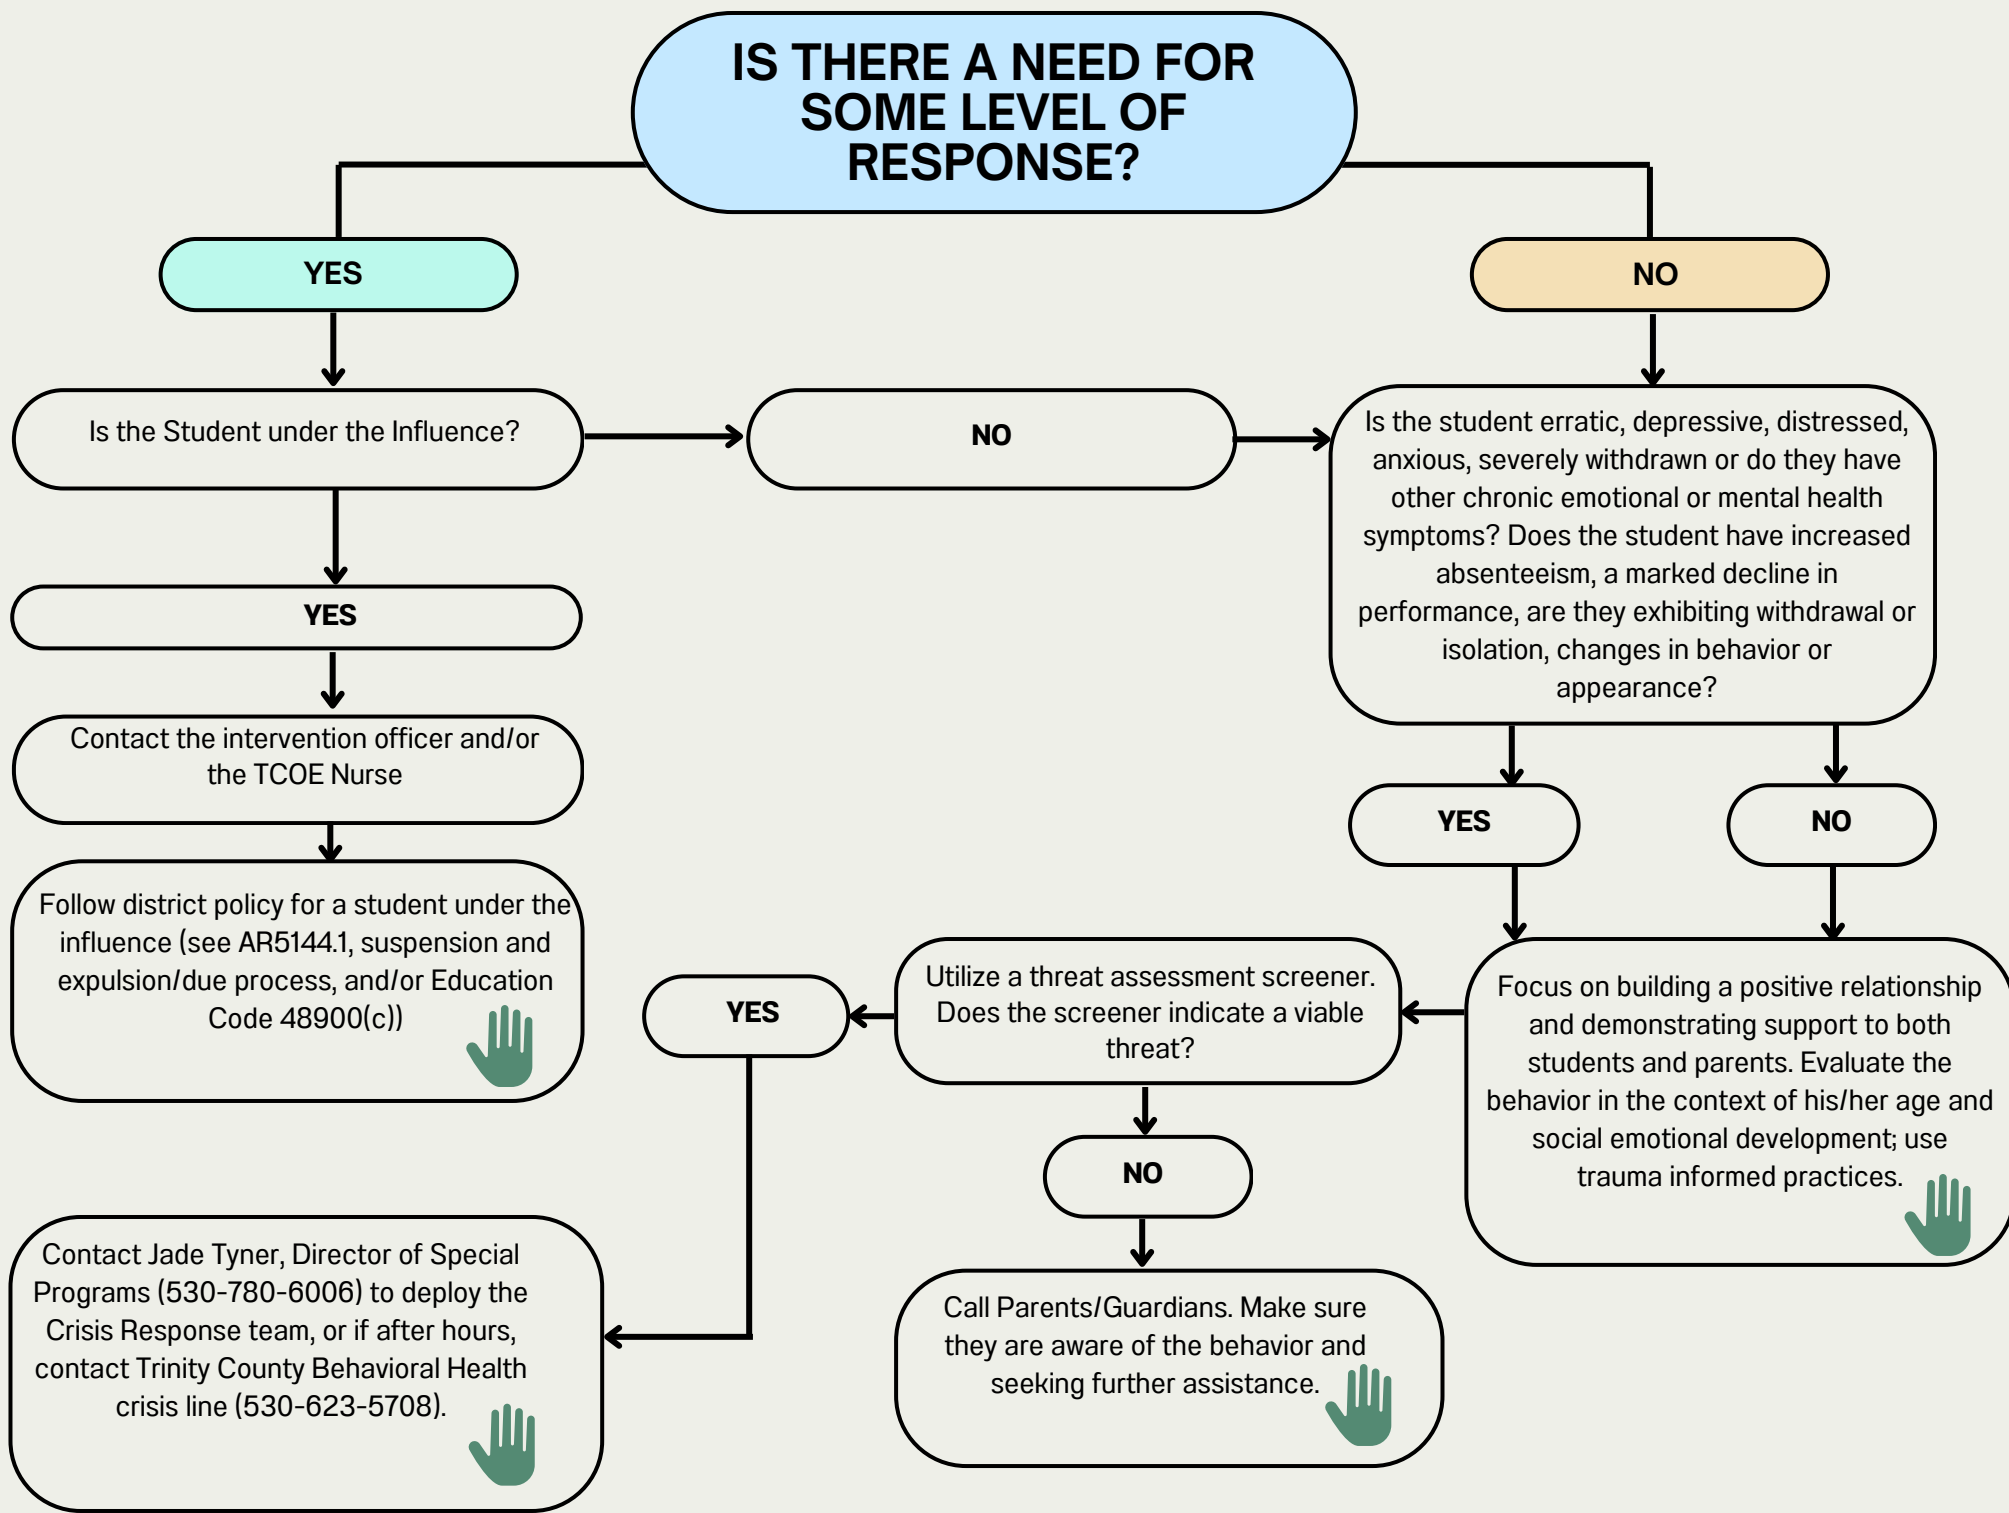 IS THERE A NEED FOR
SOME LEVEL OF
RESPONSE?
YES
NO
Is the Student under the Influence?
NO
Is the student erratic, depressive, distressed,
anxious, severely withdrawn or do they have
other chronic emotional or mental health
symptoms? Does the student have increased
absenteeism, a marked decline in
performance, are they exhibiting withdrawal or
isolation, changes in behavior or
appearance?
YES
Contact the intervention officer and/or
the TCOE Nurse
YES
NO
Follow district policy for a student under the
influence (see AR5144.1, suspension and
expulsion/due process, and/or Education
Code 48900(c))
YES
Utilize a threat assessment screener.
Does the screener indicate a viable
threat?
Focus on building a positive relationship
and demonstrating support to both
students and parents. Evaluate the
behavior in the context of his/her age and
social emotional development; use
trauma informed practices.
NO
Contact Jade Tyner, Director of Special
Programs (530-780-6006) to deploy the
Crisis Response team, or if after hours,
contact Trinity County Behavioral Health
crisis line (530-623-5708).
Call Parents/Guardians. Make sure
they are aware of the behavior and
seeking further assistance.